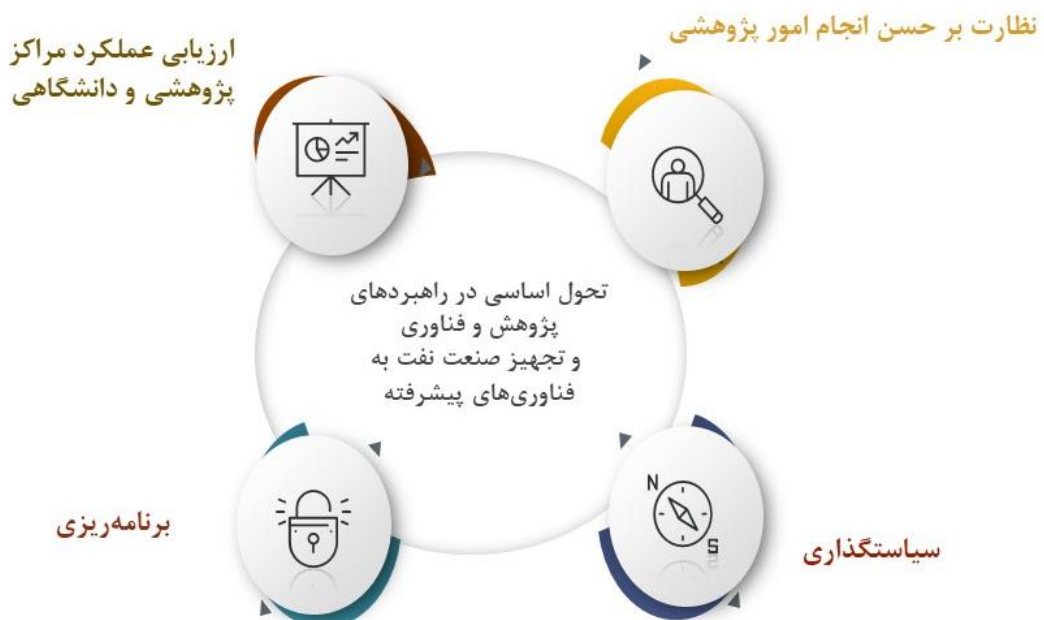 نظارت بر حسن انجام امور پژوهشی
ارزیابی عملکرد مراکز
پژوهشی و دانشگاهی
تحول اساسی در راهبردهای
پژوهش و فناوری
و تجهیز صنعت نفت به
فناوری‌های پیشرفته
N
S
سیاستگذاری
برنامه‌ریزی